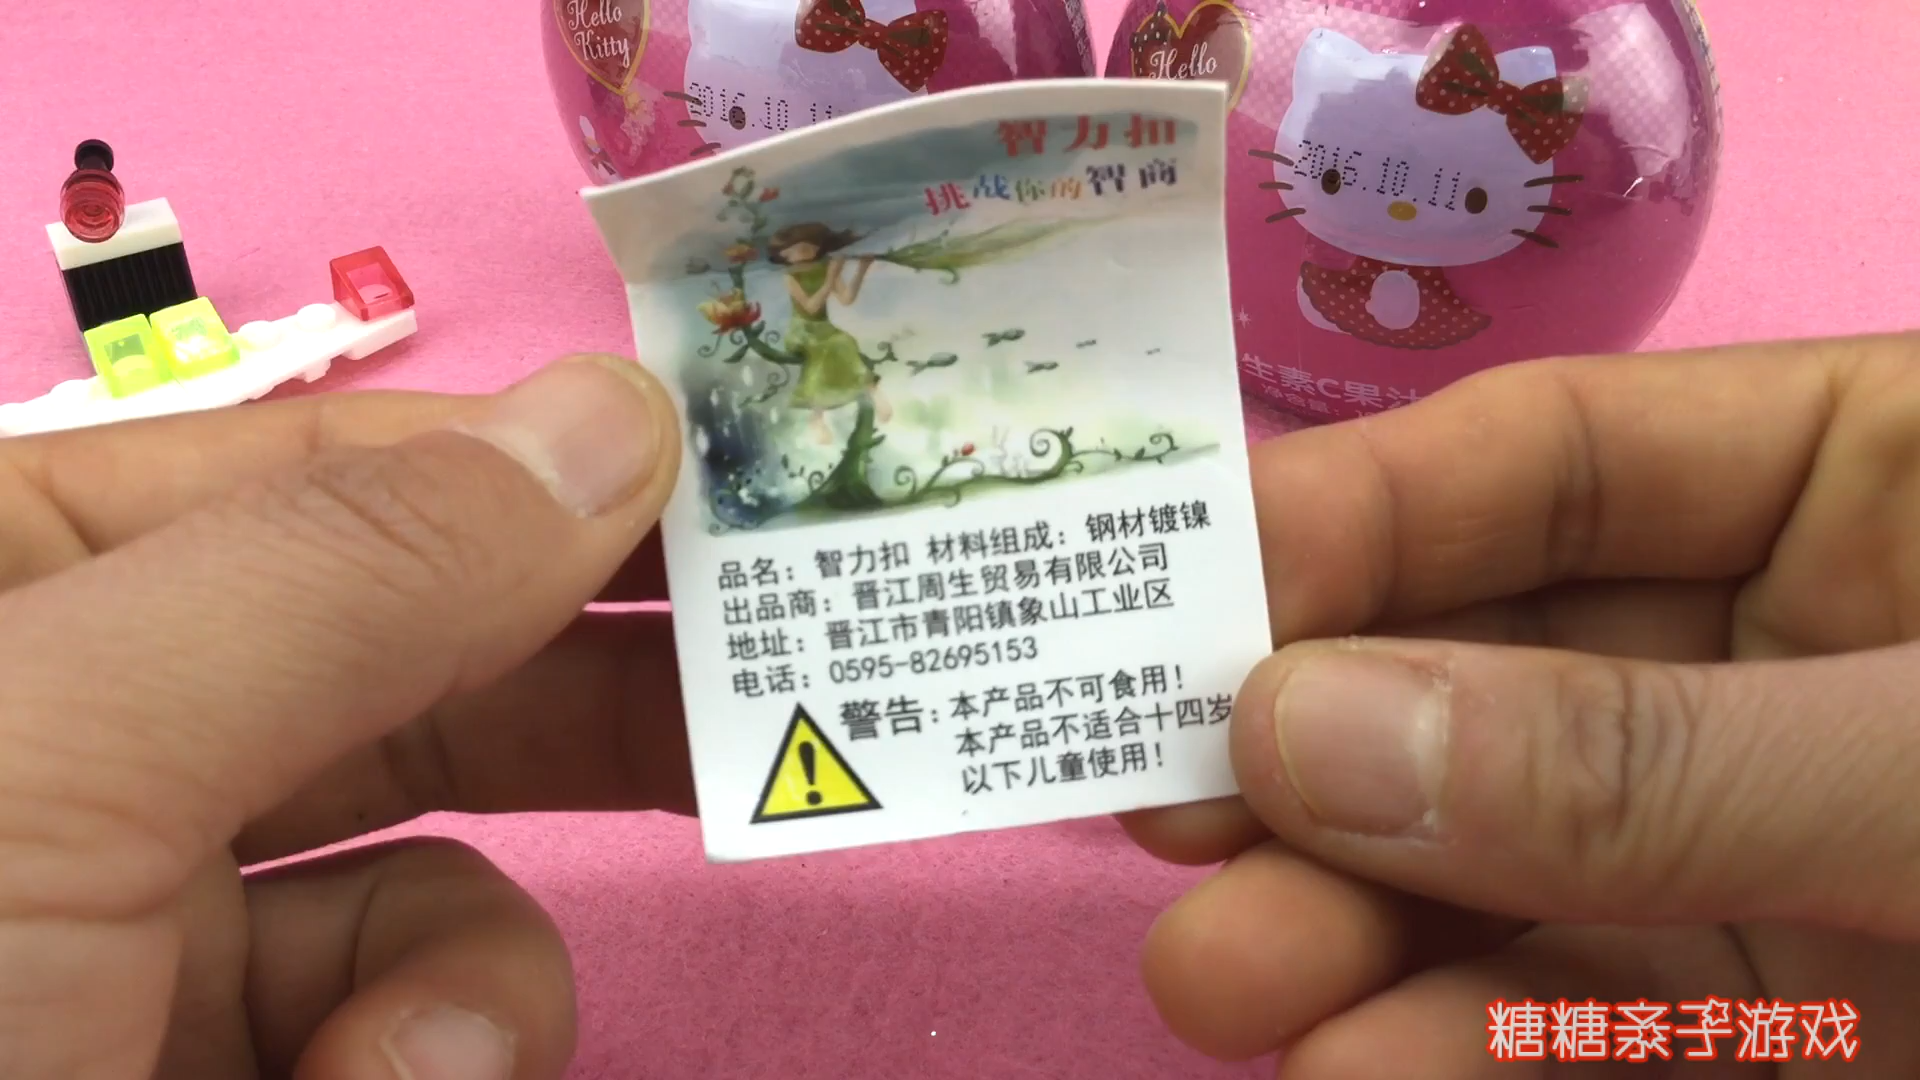 Hello
Kitty
2016.10.11
Hello
2016.10.11
生素C果汁
净含量:
智力扣
挑战你的智商
品名：智力扣 材料组成：钢材镀镍
出品商：晋江周生贸易有限公司
地址：晋江市青阳镇象山工业区
电话：0595-82695153
警告：本产品不可食用！
本产品不适合十四岁
以下儿童使用！
糖糖亲子游戏